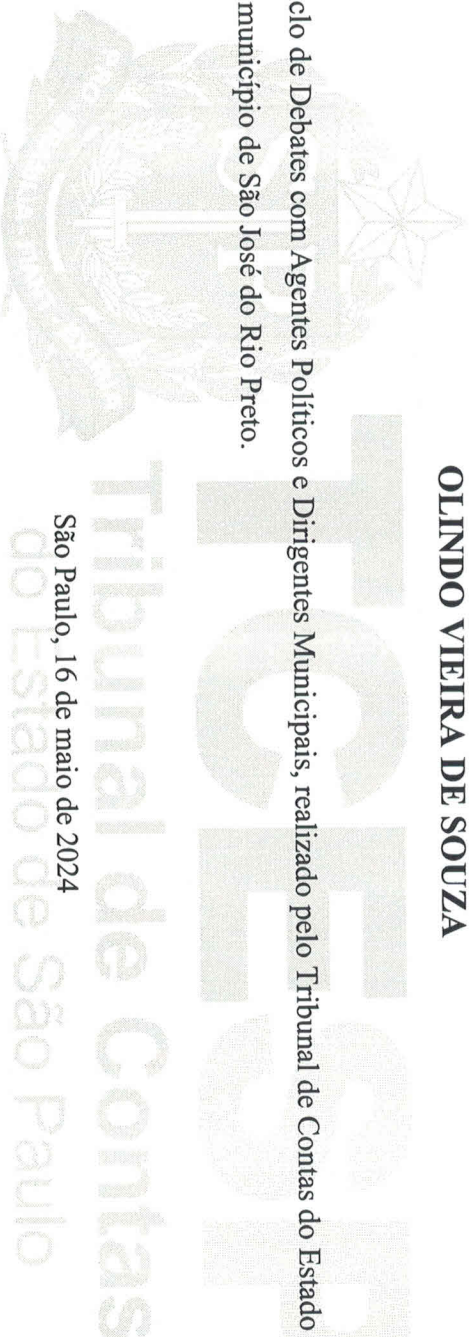 OLINDO VIEIRA DE SOUZA
clo de Debates com Agentes Políticos e Dirigentes Municipais, realizado pelo Tribunal de Contas do Estado
município de São José do Rio Preto.
São Paulo, 16 de maio de 2024
TCESP
Tribunal de Contas
do Estado de São Paulo